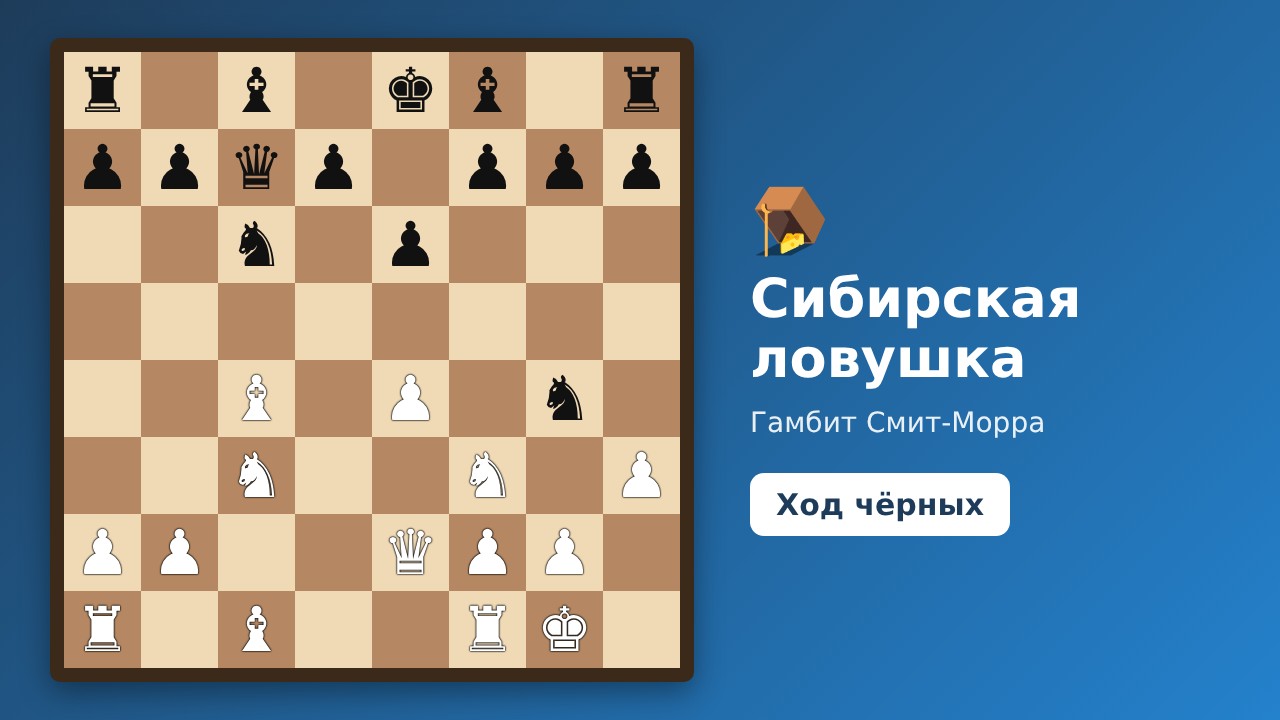 Сибирская
ловушка
Гамбит Смит-Морра
Ход чёрных